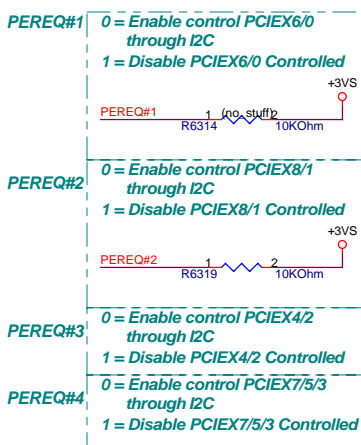 PEREQ#1 0 = Enable control PCIEX6/0
through I2C
1 = Disable PCIEX6/0 Controlled
+3VS
PEREQ#1 1 (no_stuff) 2
R6314 10KOhm
PEREQ#2 0 = Enable control PCIEX8/1
through I2C
1 = Disable PCIEX8/1 Controlled
+3VS
PEREQ#2 1 2
R6319 10KOhm
PEREQ#3 0 = Enable control PCIEX4/2
through I2C
1 = Disable PCIEX4/2 Controlled
PEREQ#4 0 = Enable control PCIEX7/5/3
through I2C
1 = Disable PCIEX7/5/3 Controlled